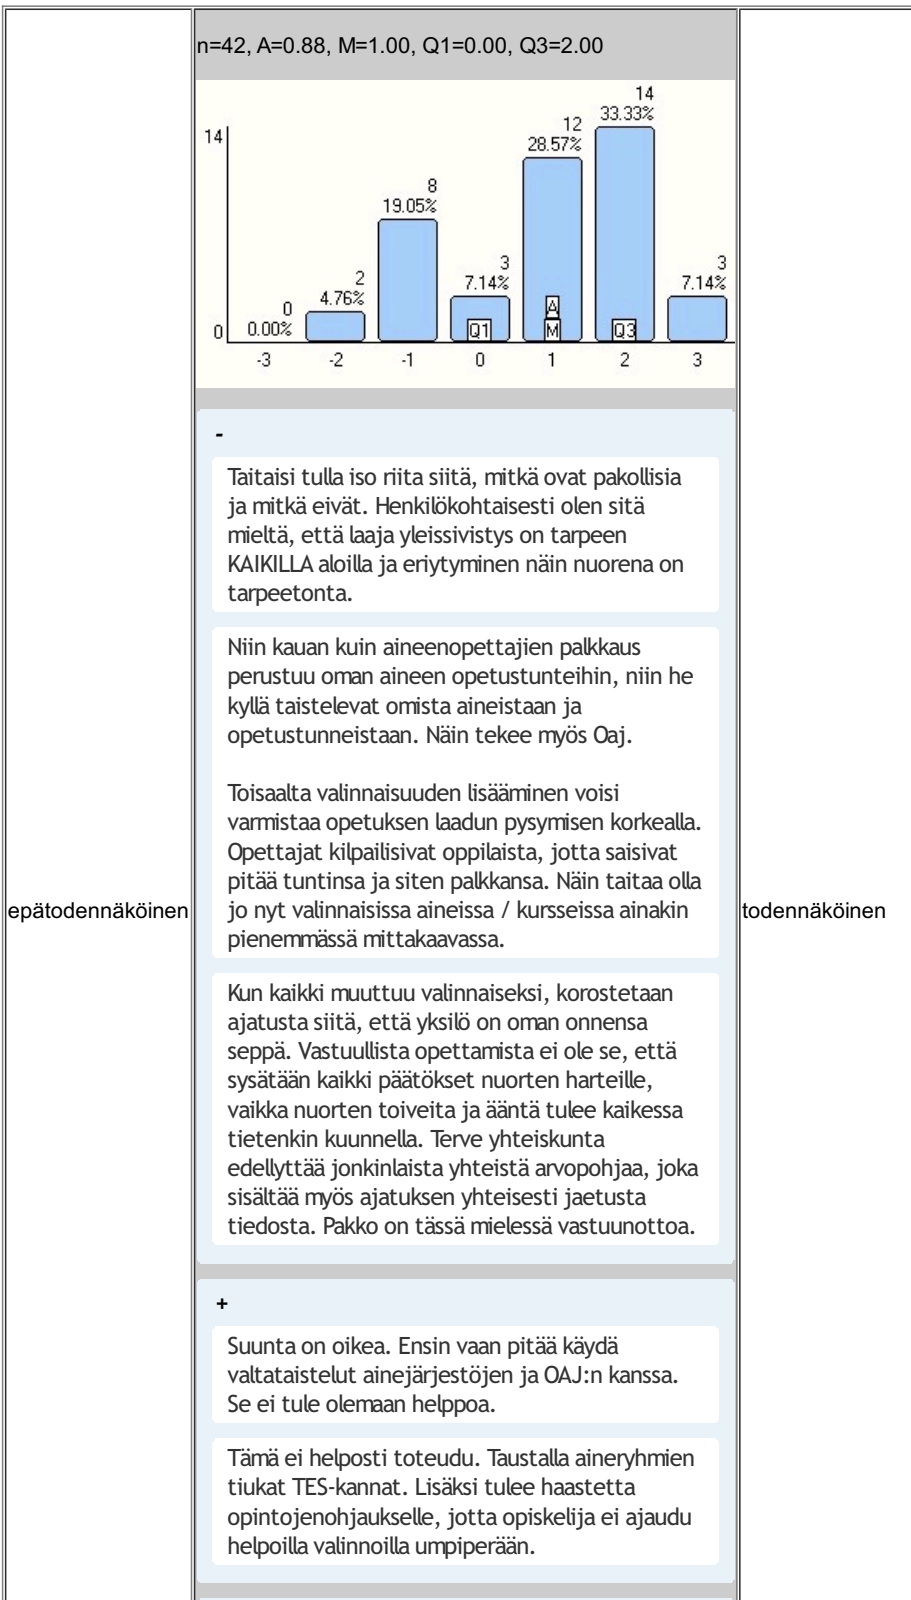 n=42, A=0.88, M=1.00, Q1=0.00, Q3=2.00
14
0
0
0.00%
2
4.76%
8
19.05%
3
7.14%
12
28.57%
14
33.33%
3
7.14%
Q1
A
M
Q3
-3
-2
-1
0
1
2
3
-
Taitaisi tulla iso riita siitä, mitkä ovat pakollisia
ja mitkä eivät. Henkilökohtaisesti olen sitä
mieltä, että laaja yleissivistys on tarpeen
KAIKILLA aloilla ja eriytyminen näin nuorena on
tarpeetonta.
Niin kauan kuin aineenopettajien palkkaus
perustuu oman aineen opetustunteihin, niin he
kyllä taistelevat omista aineistaan ja
opetustunneistaan. Näin tekee myös Oaj.
Toisaalta valinnaisuuden lisääminen voisi
varmistaa opetuksen laadun pysymisen korkealla.
Opettajat kilpailisivat oppilaista, jotta saisivat
pitää tuntinsa ja siten palkkansa. Näin taitaa olla
jo nyt valinnaisissa aineissa / kursseissa ainakin
pienemmässä mittakaavassa.
epätodennäköinen
todennäköinen
Kun kaikki muuttuu valinnaiseksi, korostetaan
ajatusta siitä, että yksilö on oman onnensa
seppä. Vastuullista opettamista ei ole se, että
sysätään kaikki päätökset nuorten harteille,
vaikka nuorten toiveita ja ääntä tulee kaikessa
tietenkin kuunnella. Terve yhteiskunta
edellyttää jonkinlaista yhteistä arvopohjaa, joka
sisältää myös ajatuksen yhteisesti jaetusta
tiedosta. Pakko on tässä mielessä vastuunottoa.
+
Suunta on oikea. Ensin vaan pitää käydä
valtataistelut ainejärjestöjen ja OAJ:n kanssa.
Se ei tule olemaan helppoa.
Tämä ei helposti toteudu. Taustalla aineryhmien
tiukat TES-kannat. Lisäksi tulee haastetta
opintojenohjaukselle, jotta opiskelija ei ajaudu
helpoilla valinnoilla umpiperään.